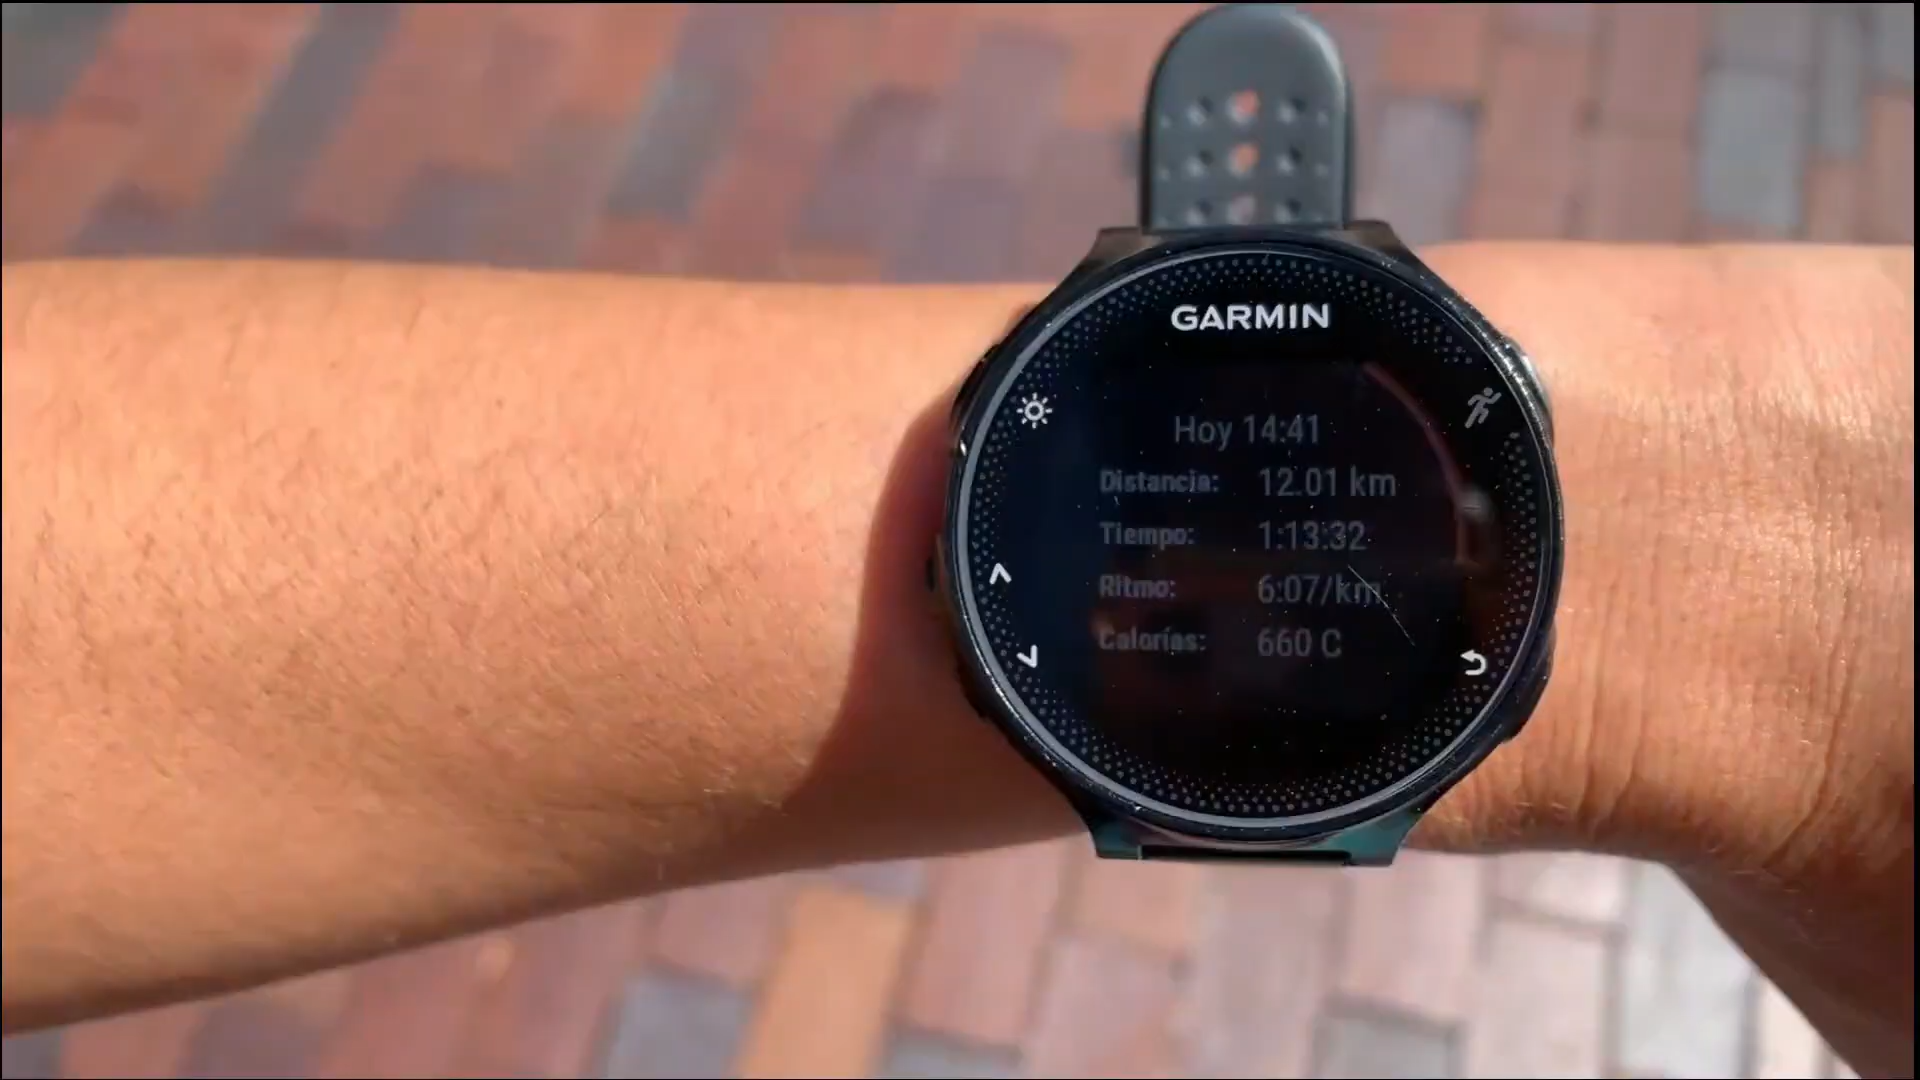 GARMIN
Hoy 14:41
Distancia: 12.01 km
Tiempo: 1:13:32
Ritmo: 6:07/km
Calorías: 660 C